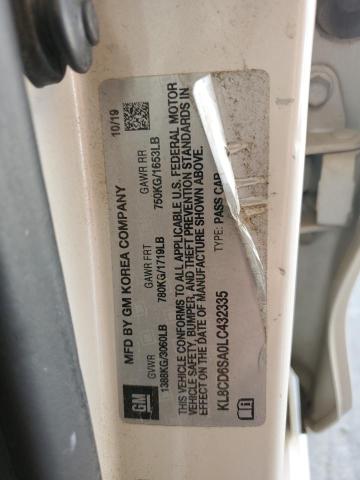 MFD BY GM KOREA COMPANY 10/19
GVWR GAWR FRT GAWR RR
1388KG/3060LB 780KG/1719LB 750KG/1653LB
THIS VEHICLE CONFORMS TO ALL APPLICABLE U.S. FEDERAL MOTOR
VEHICLE SAFETY, BUMPER, AND THEFT PREVENTION STANDARDS IN
EFFECT ON THE DATE OF MANUFACTURE SHOWN ABOVE.
KL8CD6SA0LC432335 TYPE: PASS CAR
GM